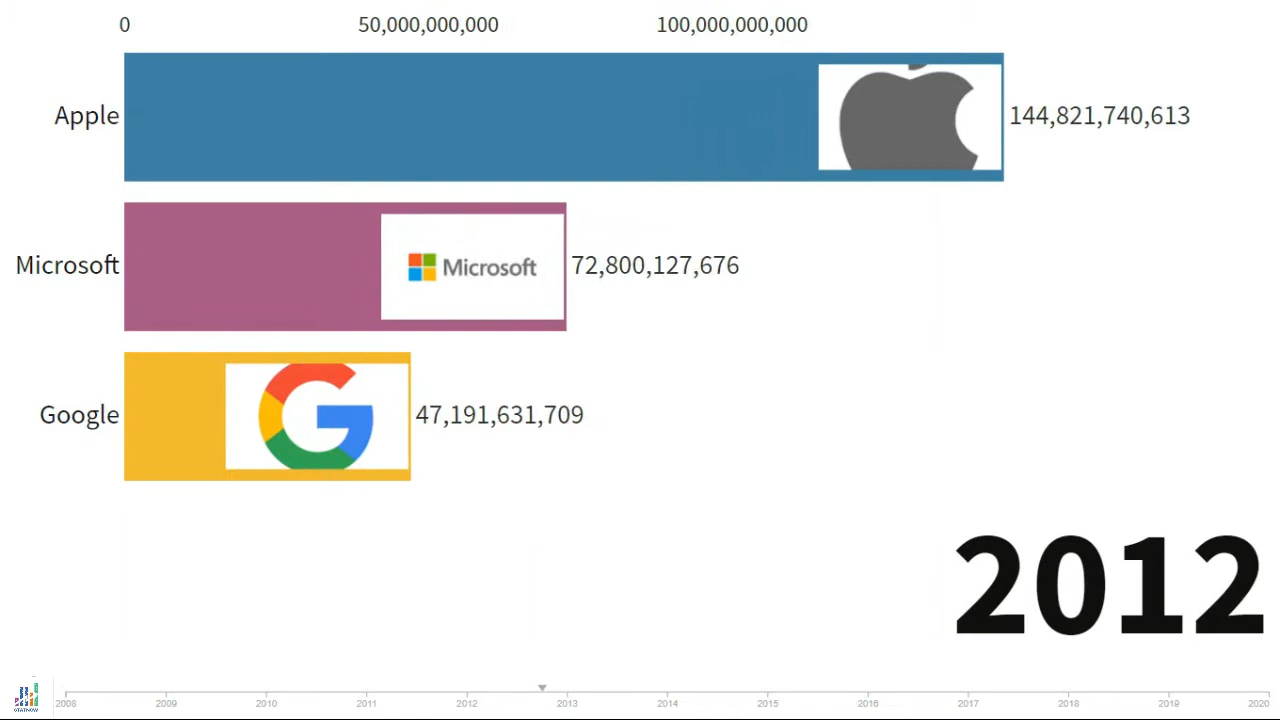 0 50,000,000,000 100,000,000,000
Apple 144,821,740,613
Microsoft Microsoft 72,800,127,676
Google 47,191,631,709
2012
STATNOW
2008 2009 2010 2011 2012 2013 2014 2015 2016 2017 2018 2019 2020